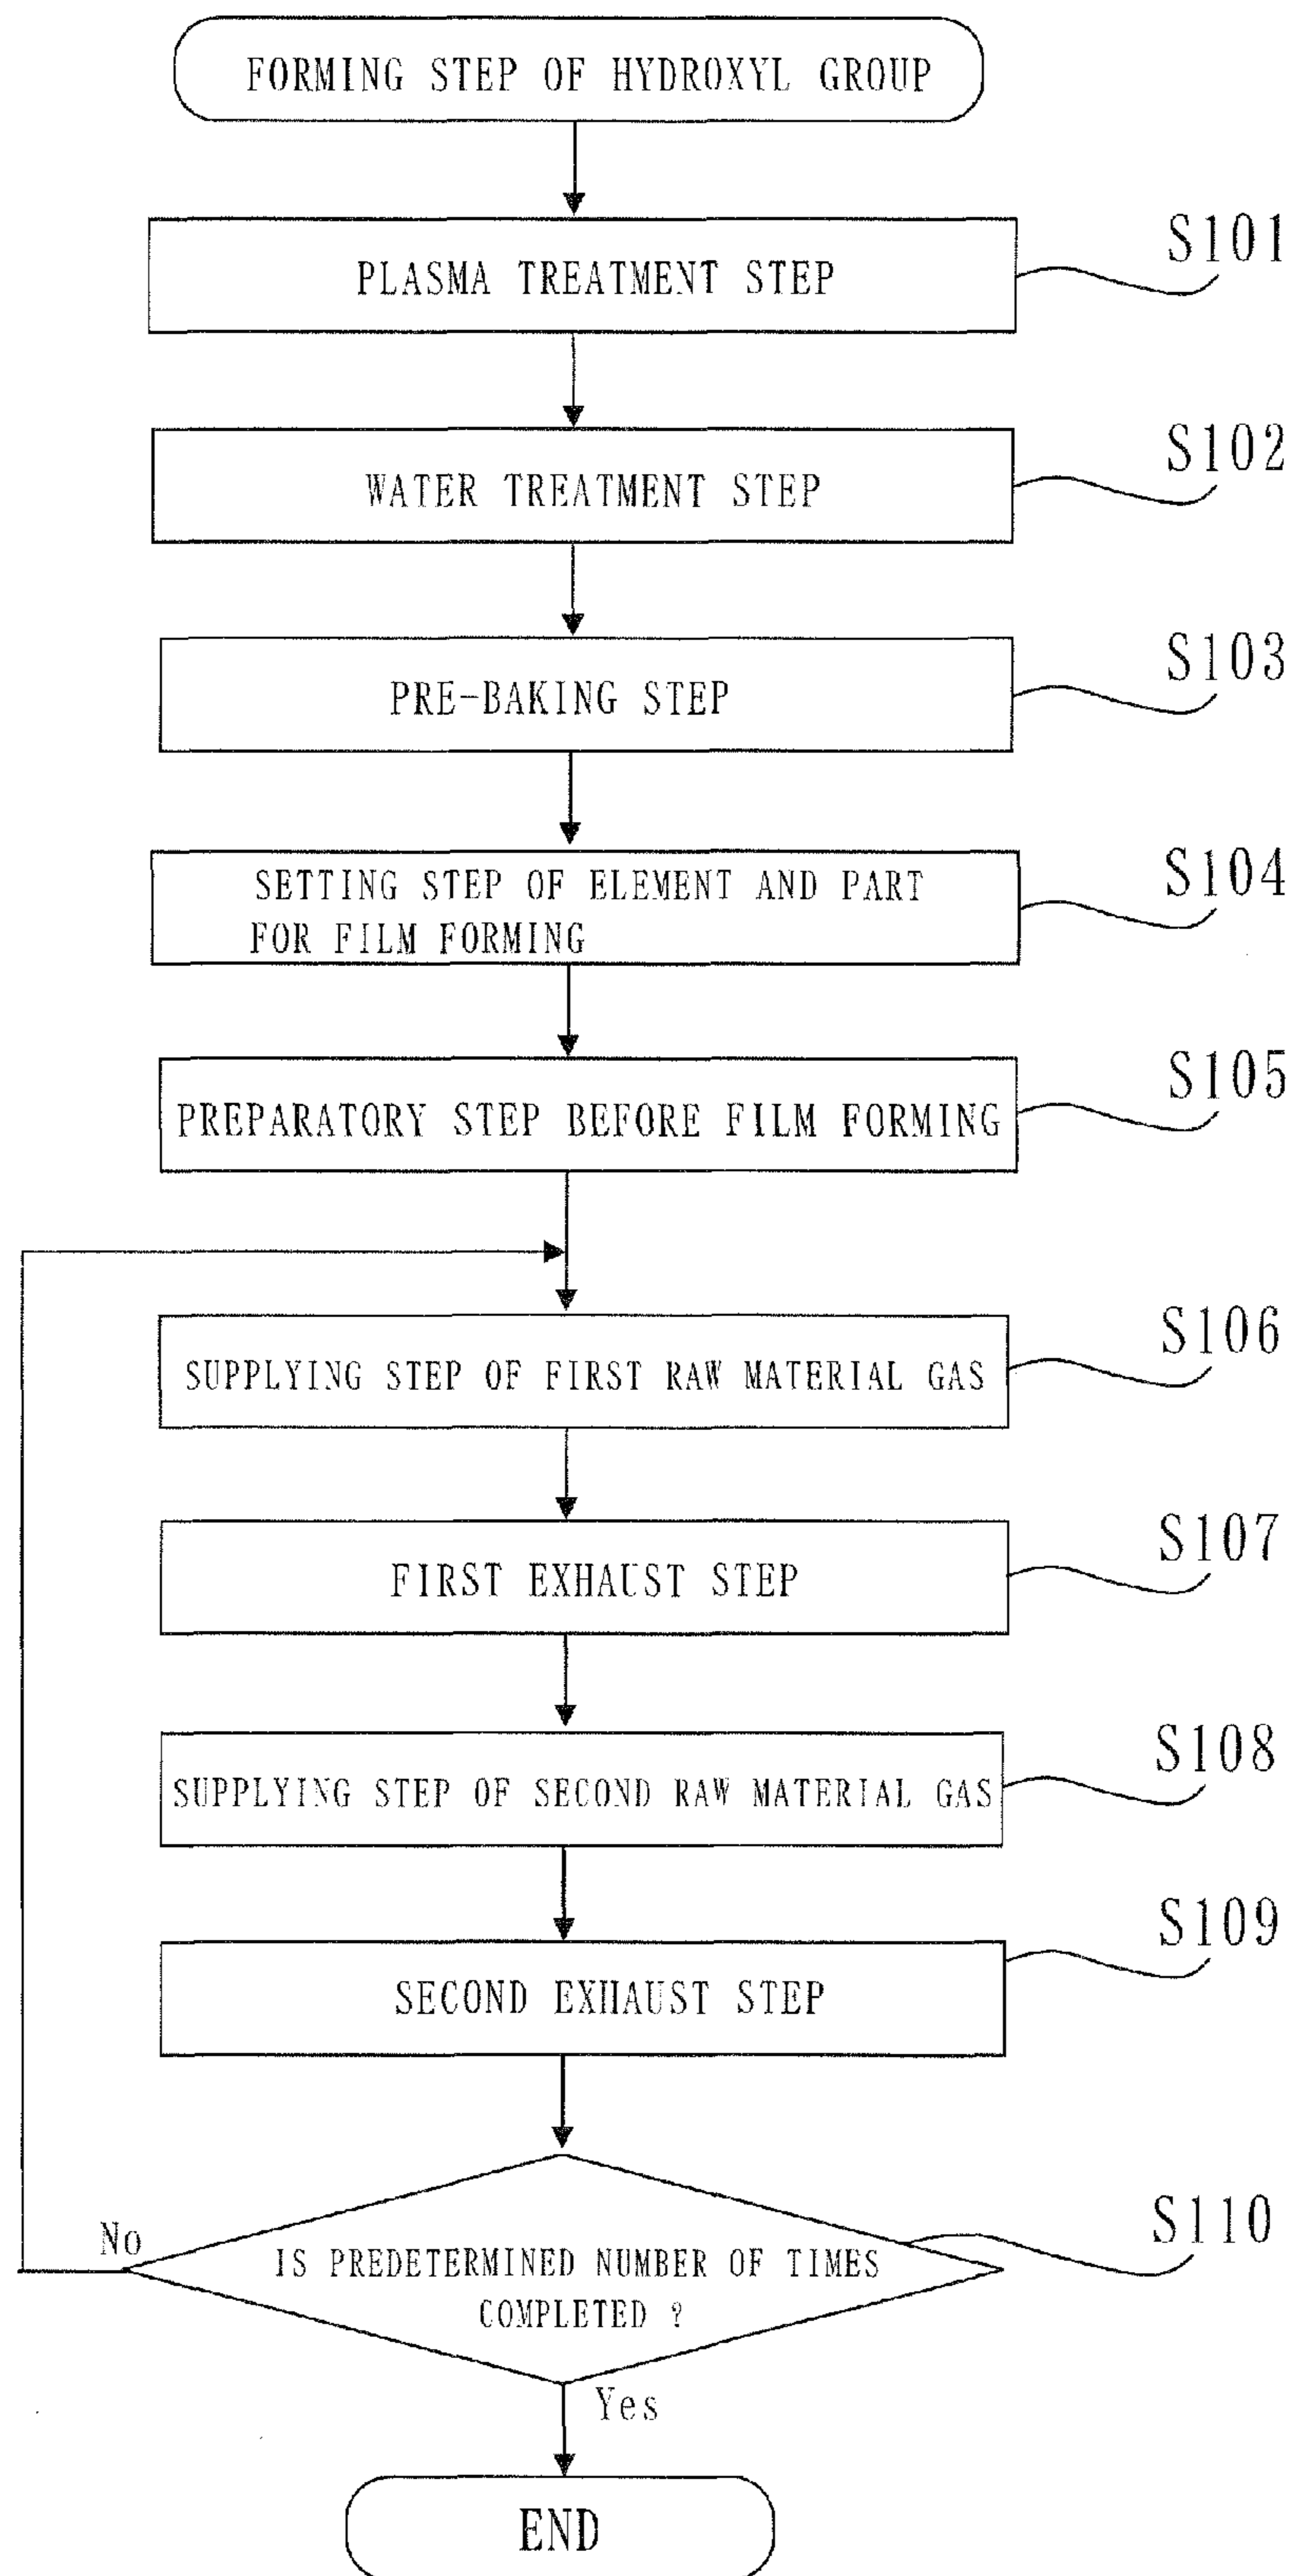 FORMING STEP OF HYDROXYL GROUP
PLASMA TREATMENT STEP
S101
WATER TREATMENT STEP
S102
PRE-BAKING STEP
S103
SETTING STEP OF ELEMENT AND PART
FOR FILM FORMING
S104
PREPARATORY STEP BEFORE FILM FORMING
S105
SUPPLYING STEP OF FIRST RAW MATERIAL GAS
S106
FIRST EXHAUST STEP
S107
SUPPLYING STEP OF SECOND RAW MATERIAL GAS
S108
SECOND EXHAUST STEP
S109
No
IS PREDETERMINED NUMBER OF TIMES
COMPLETED ?
S110
Yes
END